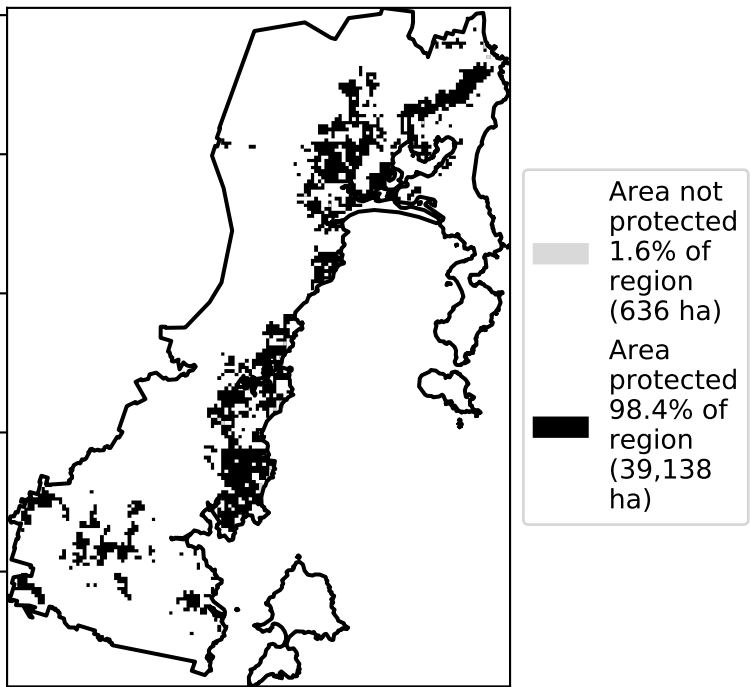 Area not
protected
1.6% of
region
(636 ha)
Area
protected
98.4% of
region
(39,138
ha)